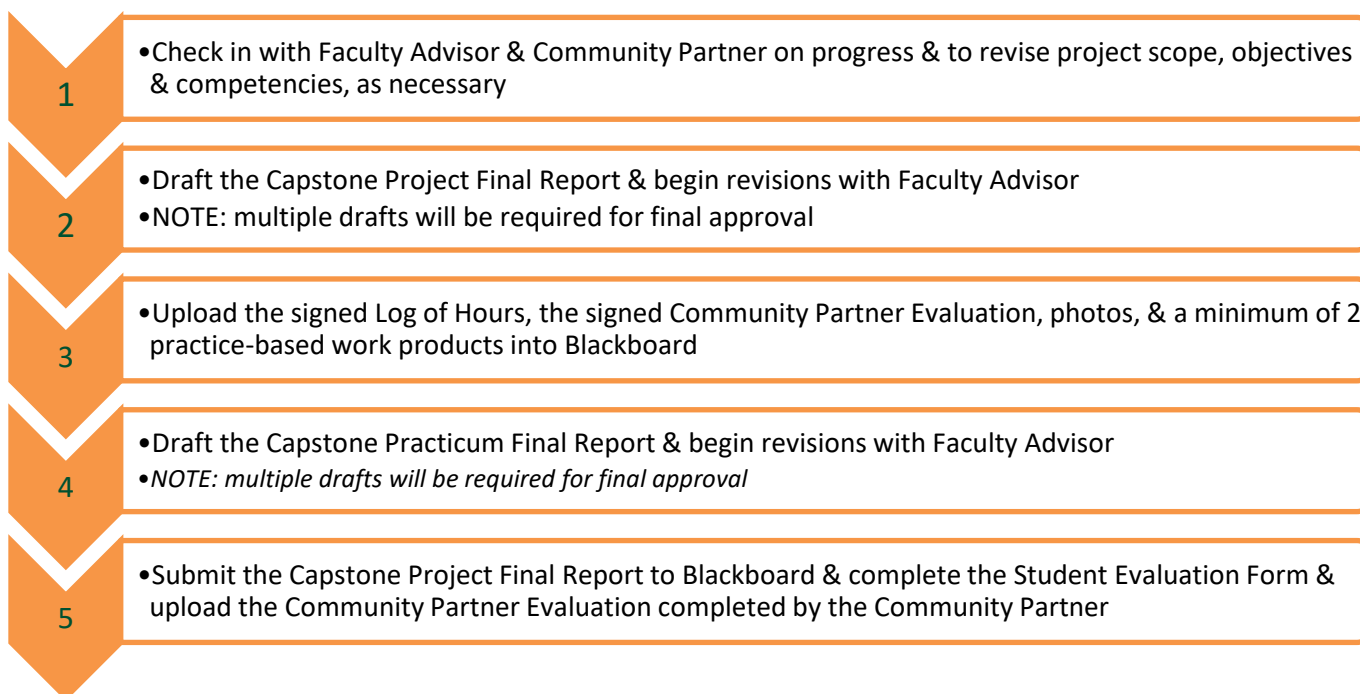 •Check in with Faculty Advisor & Community Partner on progress & to revise project scope, objectives
& competencies, as necessary
1
•Draft the Capstone Project Final Report & begin revisions with Faculty Advisor
•NOTE: multiple drafts will be required for final approval
2
•Upload the signed Log of Hours, the signed Community Partner Evaluation, photos, & a minimum of 2
practice-based work products into Blackboard
3
•Draft the Capstone Practicum Final Report & begin revisions with Faculty Advisor
•NOTE: multiple drafts will be required for final approval
4
•Submit the Capstone Project Final Report to Blackboard & complete the Student Evaluation Form &
upload the Community Partner Evaluation completed by the Community Partner
5